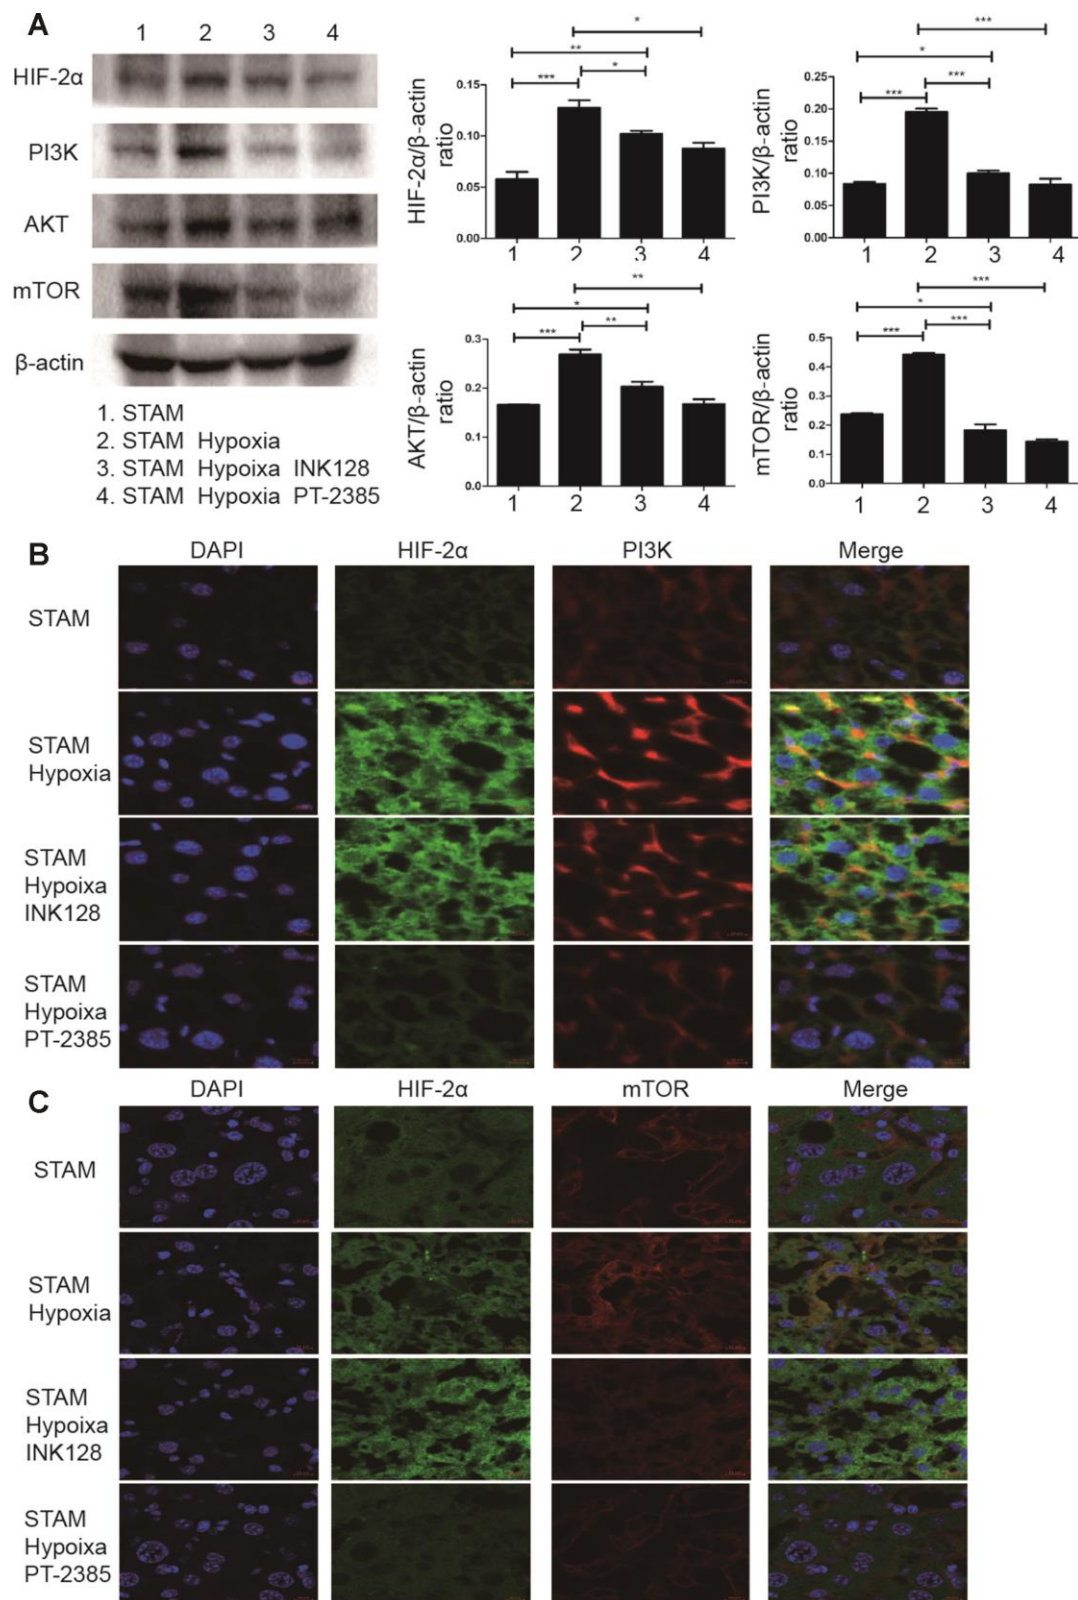 A
1 2 3 4
HIF-2α
PI3K
AKT
mTOR
β-actin
1. STAM
2. STAM Hypoxia
3. STAM Hypoixa INK128
4. STAM Hypoxia PT-2385
*
**
***
*
HIF-2α/β-actin
ratio
0.15
0.10
0.05
0.00
1 2 3 4
***
*
***
***
PI3K/β-actin
ratio
0.25
0.20
0.15
0.10
0.05
0.00
1 2 3 4
**
*
***
**
AKT/β-actin
ratio
0.3
0.2
0.1
0.0
1 2 3 4
***
*
***
***
mTOR/β-actin
ratio
0.5
0.4
0.3
0.2
0.1
0.0
1 2 3 4
B
DAPI HIF-2α PI3K Merge
STAM
STAM
Hypoxia
STAM
Hypoixa
INK128
STAM
Hypoixa
PT-2385
C
DAPI HIF-2α mTOR Merge
STAM
STAM
Hypoxia
STAM
Hypoixa
INK128
STAM
Hypoixa
PT-2385